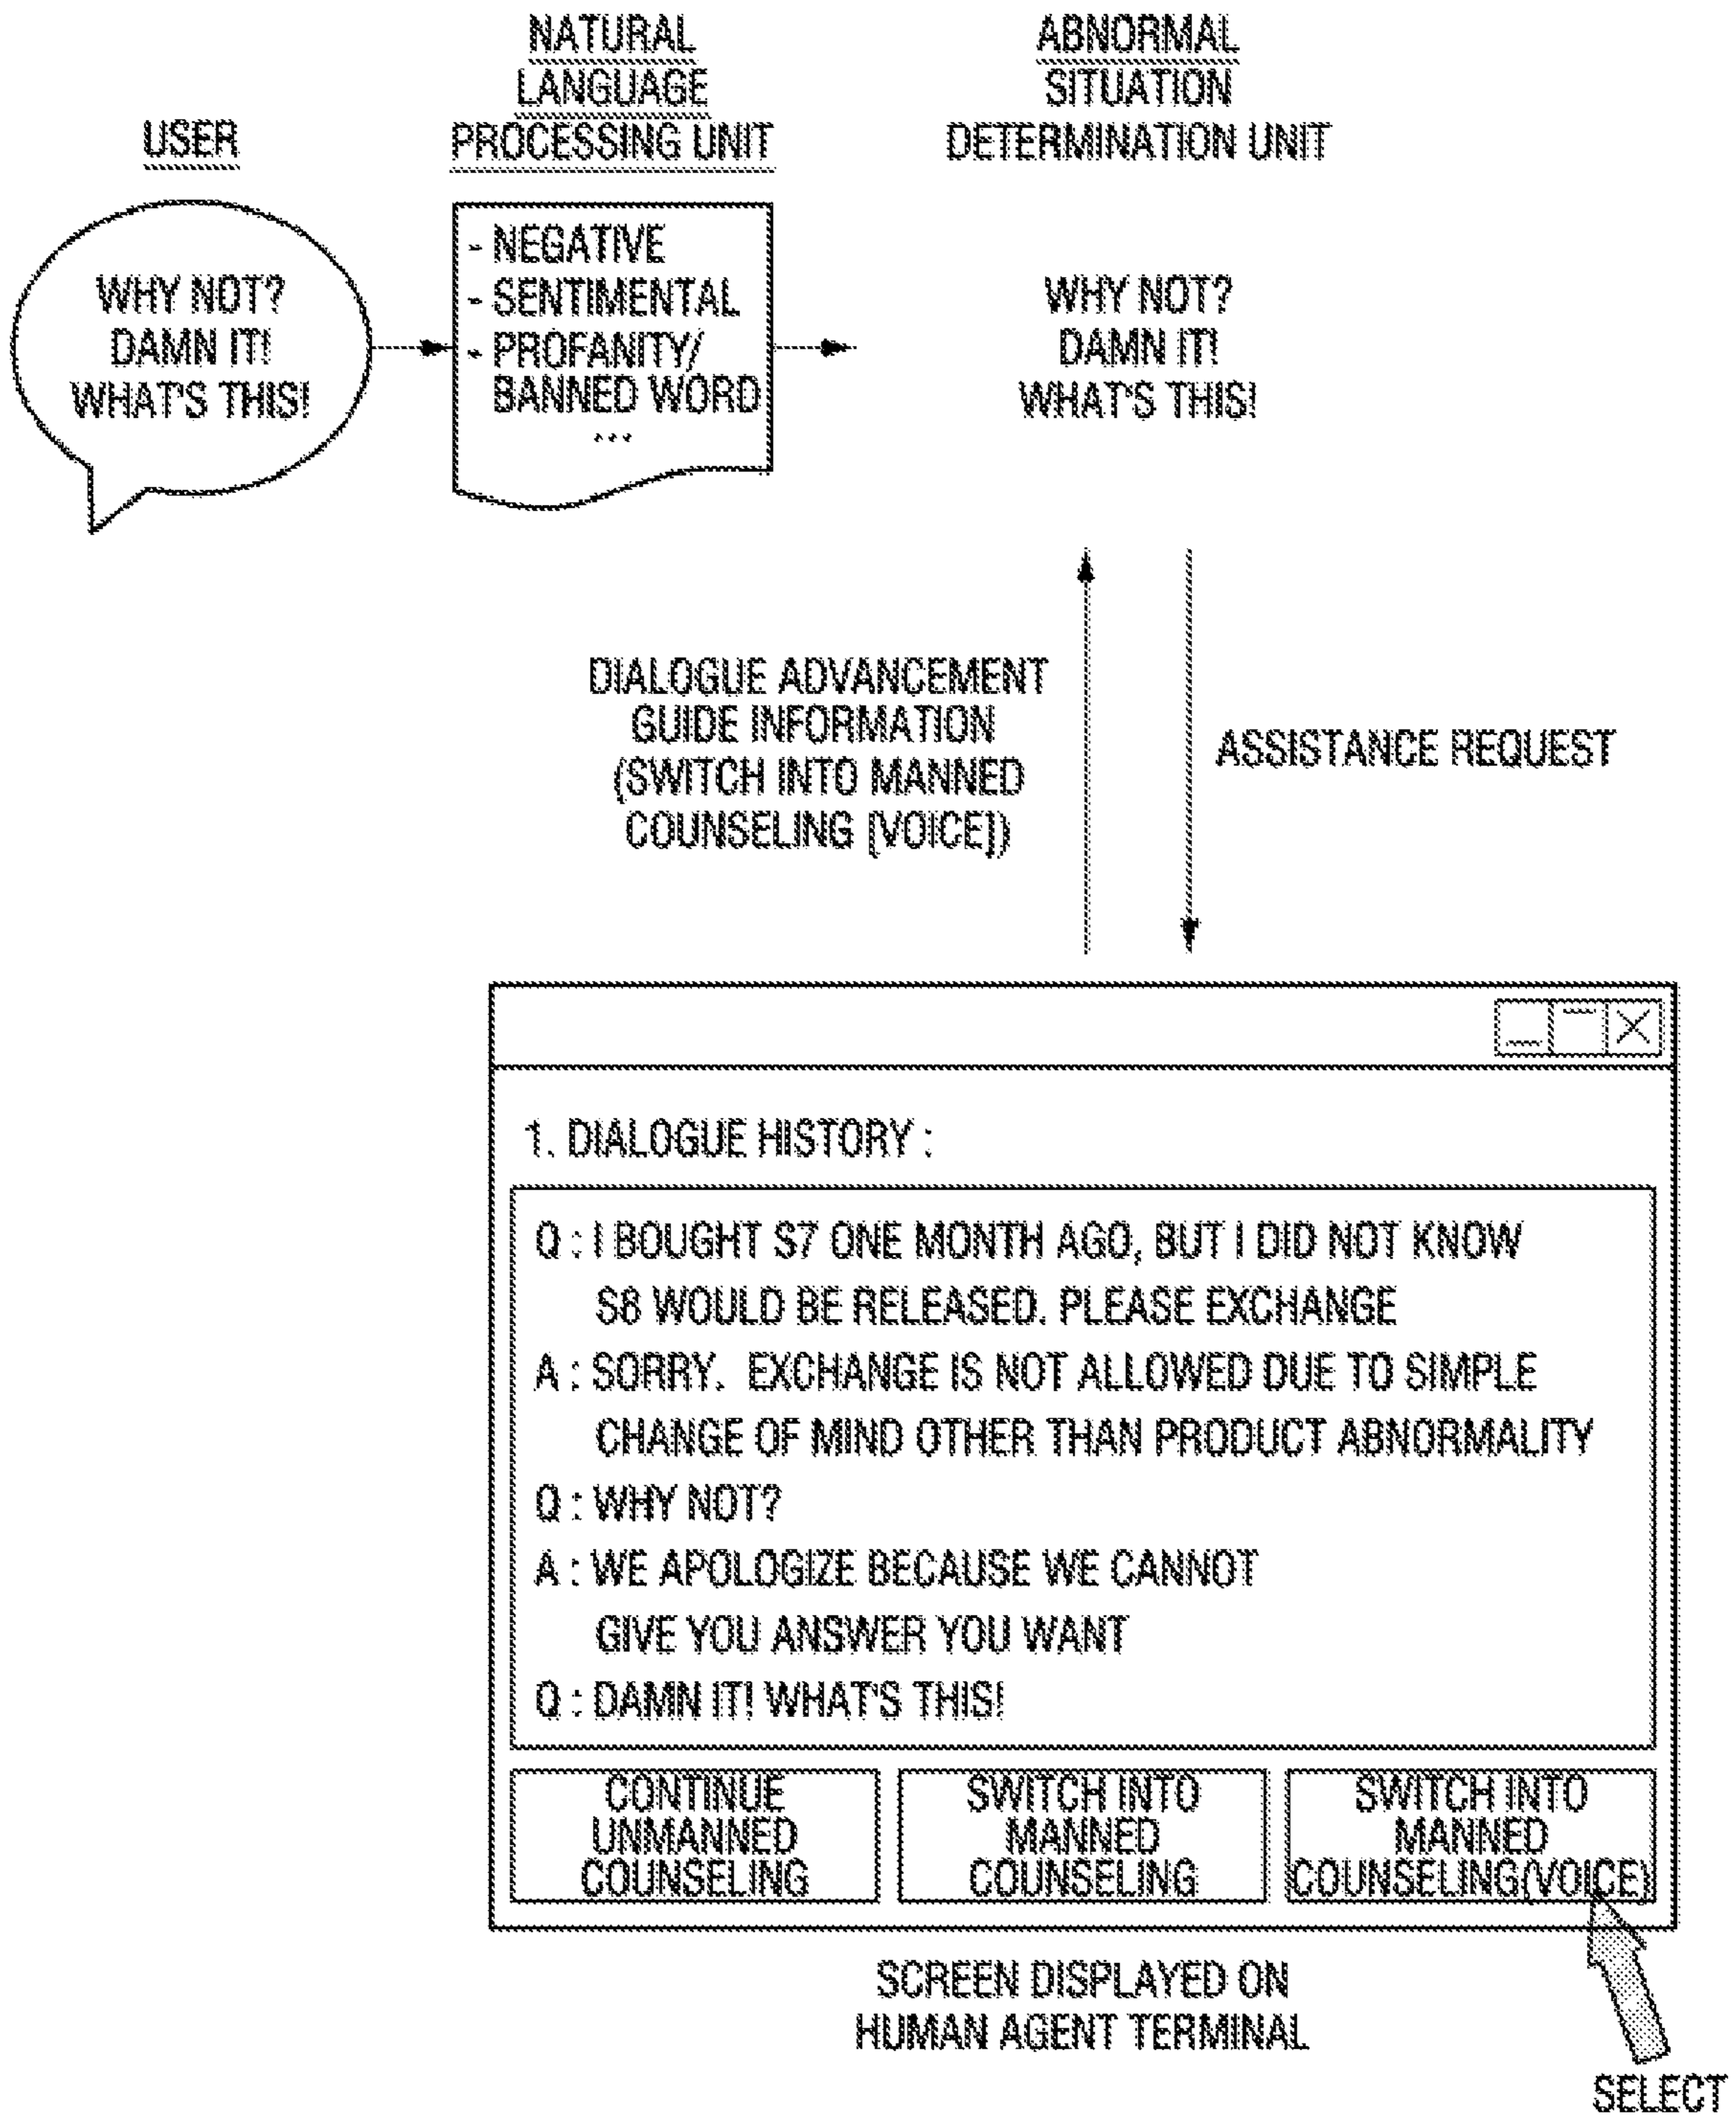 USER
NATURAL
LANGUAGE
PROCESSING UNIT
ABNORMAL
SITUATION
DETERMINATION UNIT
WHY NOT?
DAMN IT!
WHAT'S THIS!
- NEGATIVE
- SENTIMENTAL
- PROFANITY/
BANNED WORD
...
WHY NOT?
DAMN IT!
WHAT'S THIS!
DIALOGUE ADVANCEMENT
GUIDE INFORMATION
(SWITCH INTO MANNED
COUNSELING [VOICE])
ASSISTANCE REQUEST
1. DIALOGUE HISTORY :
Q : I BOUGHT S7 ONE MONTH AGO, BUT I DID NOT KNOW
S8 WOULD BE RELEASED. PLEASE EXCHANGE
A : SORRY. EXCHANGE IS NOT ALLOWED DUE TO SIMPLE
CHANGE OF MIND OTHER THAN PRODUCT ABNORMALITY
Q : WHY NOT?
A : WE APOLOGIZE BECAUSE WE CANNOT
GIVE YOU ANSWER YOU WANT
Q : DAMN IT! WHAT'S THIS!
CONTINUE
UNMANNED
COUNSELING
SWITCH INTO
MANNED
COUNSELING
SWITCH INTO
MANNED
COUNSELING(VOICE)
SCREEN DISPLAYED ON
HUMAN AGENT TERMINAL
SELECT